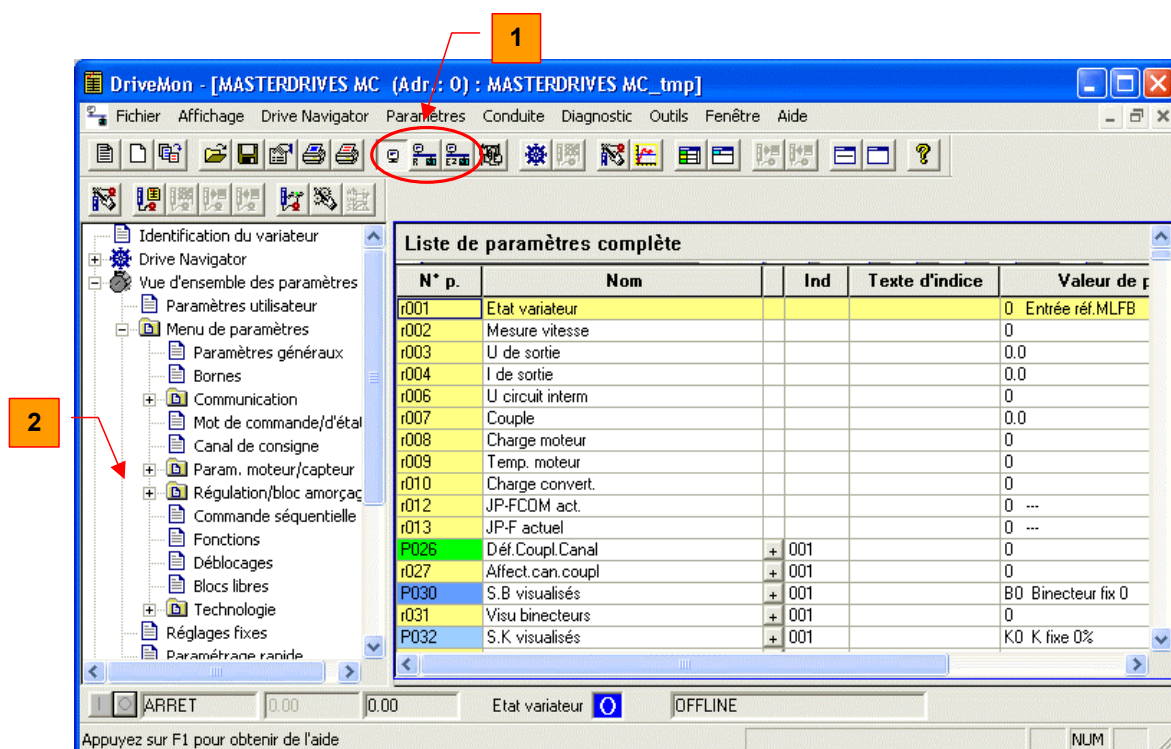 1
DriveMon - [MASTERDRIVES MC (Adr.: 0) : MASTERDRIVES MC_tmp]
Fichier Affichage Drive Navigator Paramètres Conduite Diagnostic Outils Fenêtre Aide
Identification du variateur
Drive Navigator
Vue d'ensemble des paramètres
Paramètres utilisateur
Menu de paramètres
Paramètres généraux
Bornes
Communication
Mot de commande/d'état
Canal de consigne
Param. moteur/capteur
Régulation/bloc amorçag
Commande séquentielle
Fonctions
Déblocages
Blocs libres
Technologie
Réglages fixes
Paramétrage rapide
2
Liste de paramètres complète
N° p. Nom Ind Texte d'indice Valeur de p
r001 Etat variateur 0 Entrée réf.MLFB
r002 Mesure vitesse 0
r003 U de sortie 0.0
r004 I de sortie 0.0
r006 U circuit interm 0
r007 Couple 0.0
r008 Charge moteur 0
r009 Temp. moteur 0
r010 Charge convert. 0
r012 JP-FCOM act. 0 ---
r013 JP-F actuel 0 ---
P026 Déf.Coupl.Canal + 001 0
r027 Affect.can.coupl + 001 0
P030 S.B visualisés + 001 B0 Binecteur fix 0
r031 Visu binecteurs + 001 0
P032 S.K visualisés + 001 K0 K fixe 0%
ARRET 0.00 0.00 Etat variateur O OFFLINE
Appuyez sur F1 pour obtenir de l'aide NUM